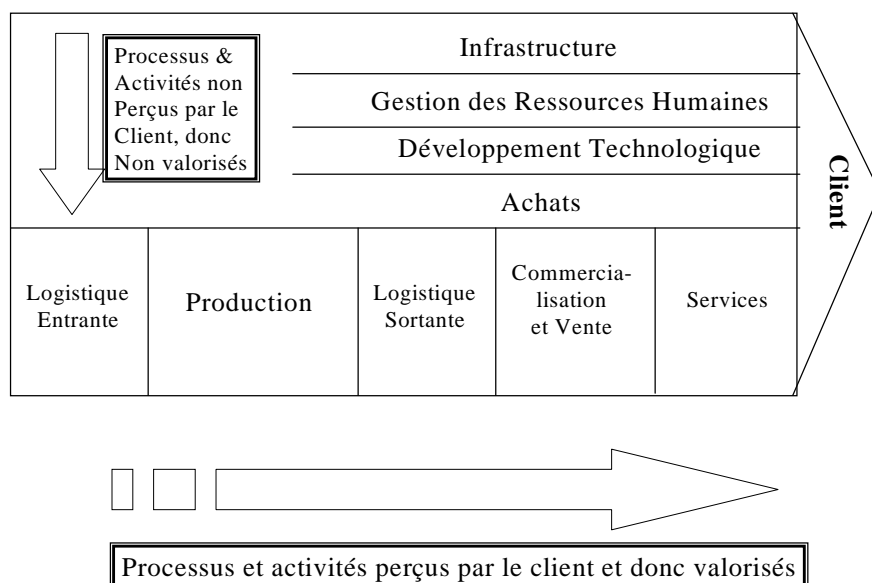 Processus &
Activités non
Perçus par le
Client, donc
Non valorisés
Infrastructure
Gestion des Ressources Humaines
Développement Technologique
Achats
Client
Logistique
Entrante
Production
Logistique
Sortante
Commercia-
lisation
et Vente
Services
Processus et activités perçus par le client et donc valorisés